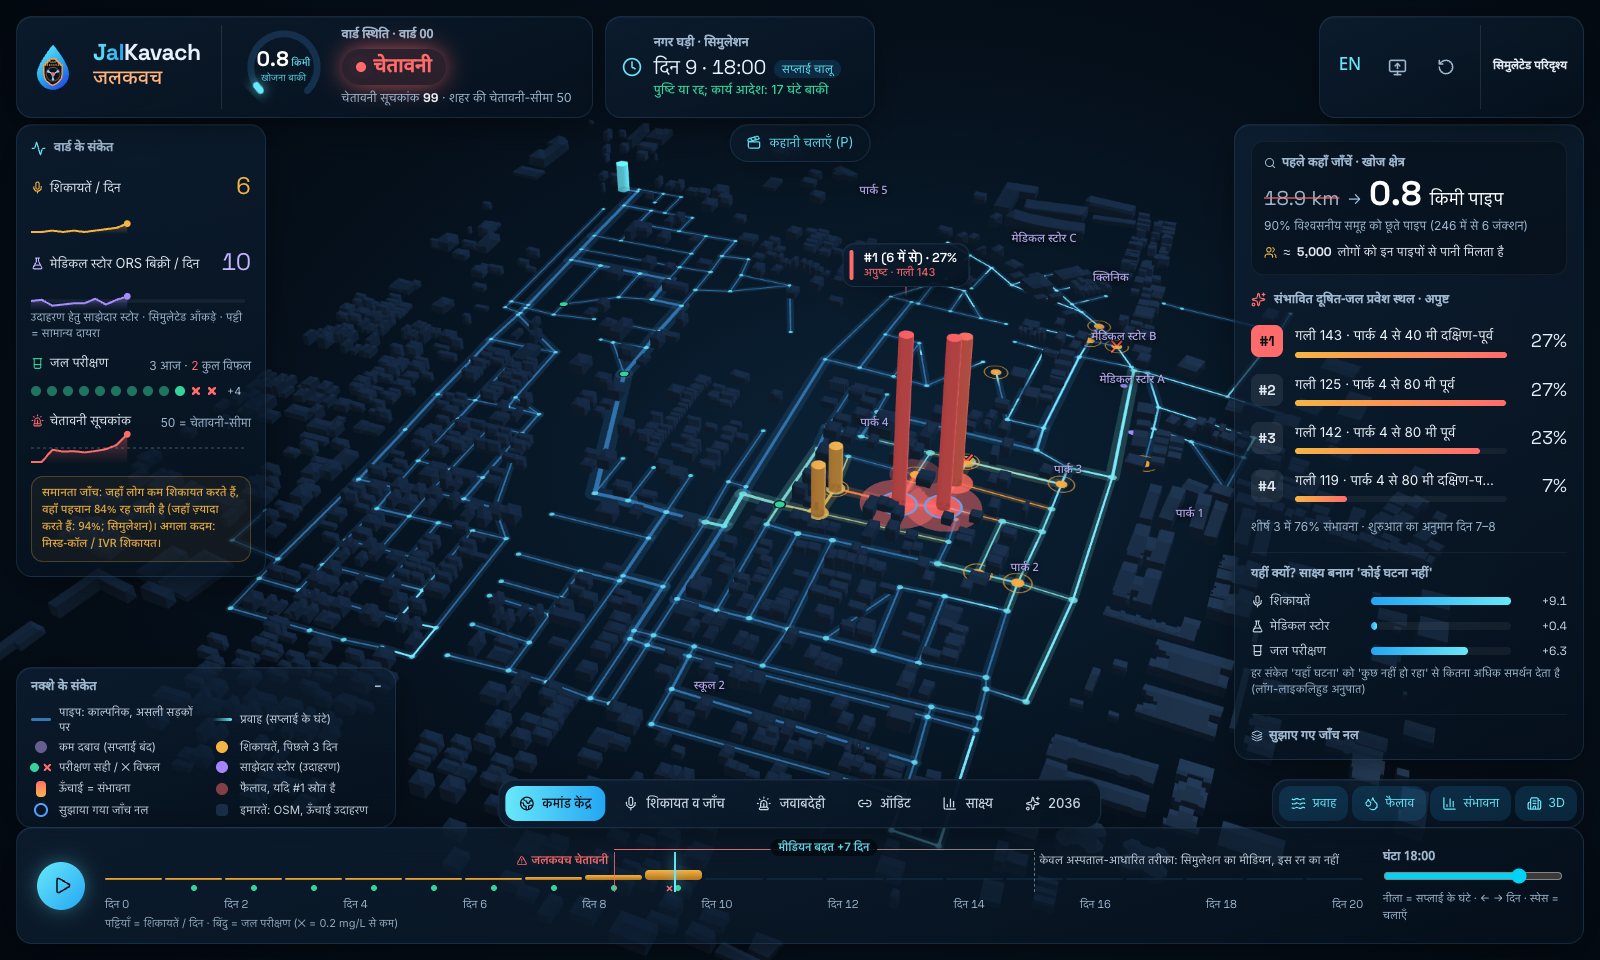 JalKavach
जलकवच
0.8 किमी
खोजना बाकी
वार्ड स्थिति · वार्ड 00
चेतावनी
चेतावनी सूचकांक 99 · शहर की चेतावनी-सीमा 50
नगर घड़ी · सिमुलेशन
दिन 9 · 18:00 सप्लाई चालू
पुष्टि या रद्द; कार्य आदेश: 17 घंटे बाकी
EN
सिमुलेटेड परिदृश्य
कहानी चलाएँ (P)
वार्ड के संकेत
शिकायतें / दिन 6
मेडिकल स्टोर ORS बिक्री / दिन 10
उदाहरण हेतु साझेदार स्टोर · सिमुलेटेड आँकड़े · पट्टी
= सामान्य दायरा
जल परीक्षण 3 आज · 2 कुल विफल
+4
चेतावनी सूचकांक 50 = चेतावनी-सीमा
समानता जाँच: जहाँ लोग कम शिकायत करते हैं,
वहाँ पहचान 84% रह जाती है (जहाँ ज़्यादा
करते हैं: 94%; सिमुलेशन)। अगला कदम:
मिस्ड-कॉल / IVR शिकायत।
पार्क 5
मेडिकल स्टोर C
क्लिनिक
#1 (6 में से) · 27%
अपुष्ट · गली 143
मेडिकल स्टोर B
मेडिकल स्टोर A
पार्क 4
पार्क 3
पार्क 1
पार्क 2
स्कूल 2
पहले कहाँ जाँचें · खोज क्षेत्र
18.9 km → 0.8 किमी पाइप
90% विश्वसनीय समूह को छूते पाइप (246 में से 6 जंक्शन)
≈ 5,000 लोगों को इन पाइपों से पानी मिलता है
संभावित दूषित-जल प्रवेश स्थल · अपुष्ट
#1 गली 143 · पार्क 4 से 40 मी दक्षिण-पूर्व 27%
#2 गली 125 · पार्क 4 से 80 मी पूर्व 27%
#3 गली 142 · पार्क 4 से 80 मी पूर्व 23%
#4 गली 119 · पार्क 4 से 80 मी दक्षिण-प... 7%
शीर्ष 3 में 76% संभावना · शुरुआत का अनुमान दिन 7–8
यहीं क्यों? साक्ष्य बनाम 'कोई घटना नहीं'
शिकायतें +9.1
मेडिकल स्टोर +0.4
जल परीक्षण +6.3
हर संकेत 'यहाँ घटना' को 'कुछ नहीं हो रहा' से कितना अधिक समर्थन देता है
(लॉग-लाइकलिहुड अनुपात)
सुझाए गए जाँच नल
नक्शे के संकेत –
पाइप: काल्पनिक, असली सड़कों
पर
प्रवाह (सप्लाई के घंटे)
कम दबाव (सप्लाई बंद)
शिकायतें, पिछले 3 दिन
परीक्षण सही / ✕ विफल
साझेदार स्टोर (उदाहरण)
ऊँचाई = संभावना
फैलाव, यदि #1 स्रोत है
सुझाया गया जाँच नल
इमारतें: OSM, ऊँचाई उदाहरण
कमांड केंद्र
शिकायत व जाँच
जवाबदेही
ऑडिट
साक्ष्य
2036
प्रवाह
फैलाव
संभावना
3D
जलकवच चेतावनी
मीडियन बढ़त +7 दिन
केवल अस्पताल-आधारित तरीका: सिमुलेशन का मीडियन, इस रन का नहीं
दिन 0 दिन 2 दिन 4 दिन 6 दिन 8 दिन 10 दिन 12 दिन 14 दिन 16 दिन 18 दिन 20
पट्टियाँ = शिकायतें / दिन · बिंदु = जल परीक्षण (✕ = 0.2 mg/L से कम)
घंटा 18:00
नीला = सप्लाई के घंटे · ← → दिन · स्पेस =
चलाएँ